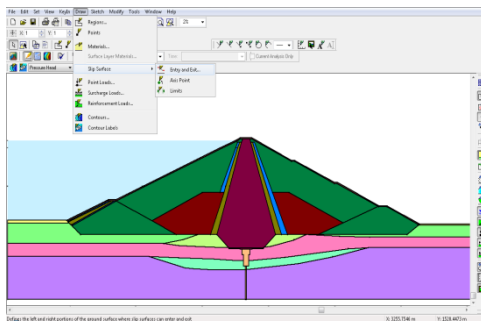 File Edit Set View KeyIn Draw Sketch Modify Tools Window Help
Regions...
X: 1 Y: 1 Points
Materials...
Surface Layer Materials...
Current Analysis Only
Pressure Head Slip Surface Entry and Exit...
Axis Point
Limits
Point Loads...
Surcharge Loads...
Reinforcement Loads...
Contours...
Contour Labels
Defines the left and right portions of the ground surface where slip surfaces can enter and exit